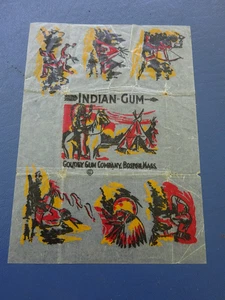 INDIAN GUM
GOUDEY GUM COMPANY, BOSTON, MASS.